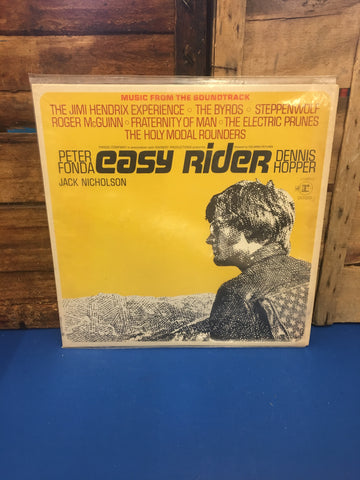 MUSIC FROM THE SOUNDTRACK
THE JIMI HENDRIX EXPERIENCE · THE BYRDS · STEPPENWOLF
ROGER McGUINN · FRATERNITY OF MAN · THE ELECTRIC PRUNES
THE HOLY MODAL ROUNDERS
PETER FONDA easy Rider DENNIS HOPPER
JACK NICHOLSON